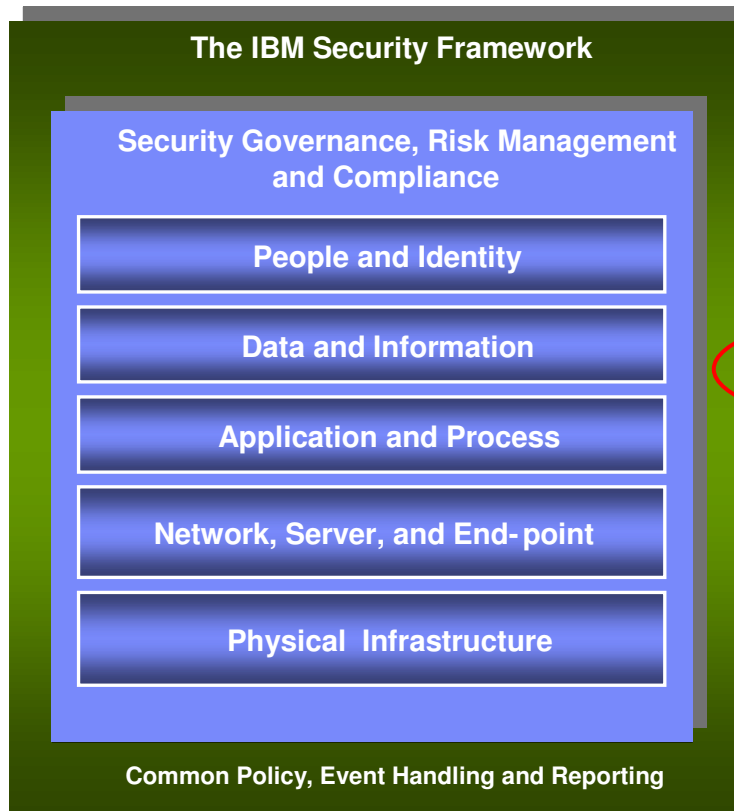 The IBM Security Framework
Security Governance, Risk Management
and Compliance
People and Identity
Data and Information
Application and Process
Network, Server, and End-point
Physical Infrastructure
Common Policy, Event Handling and Reporting